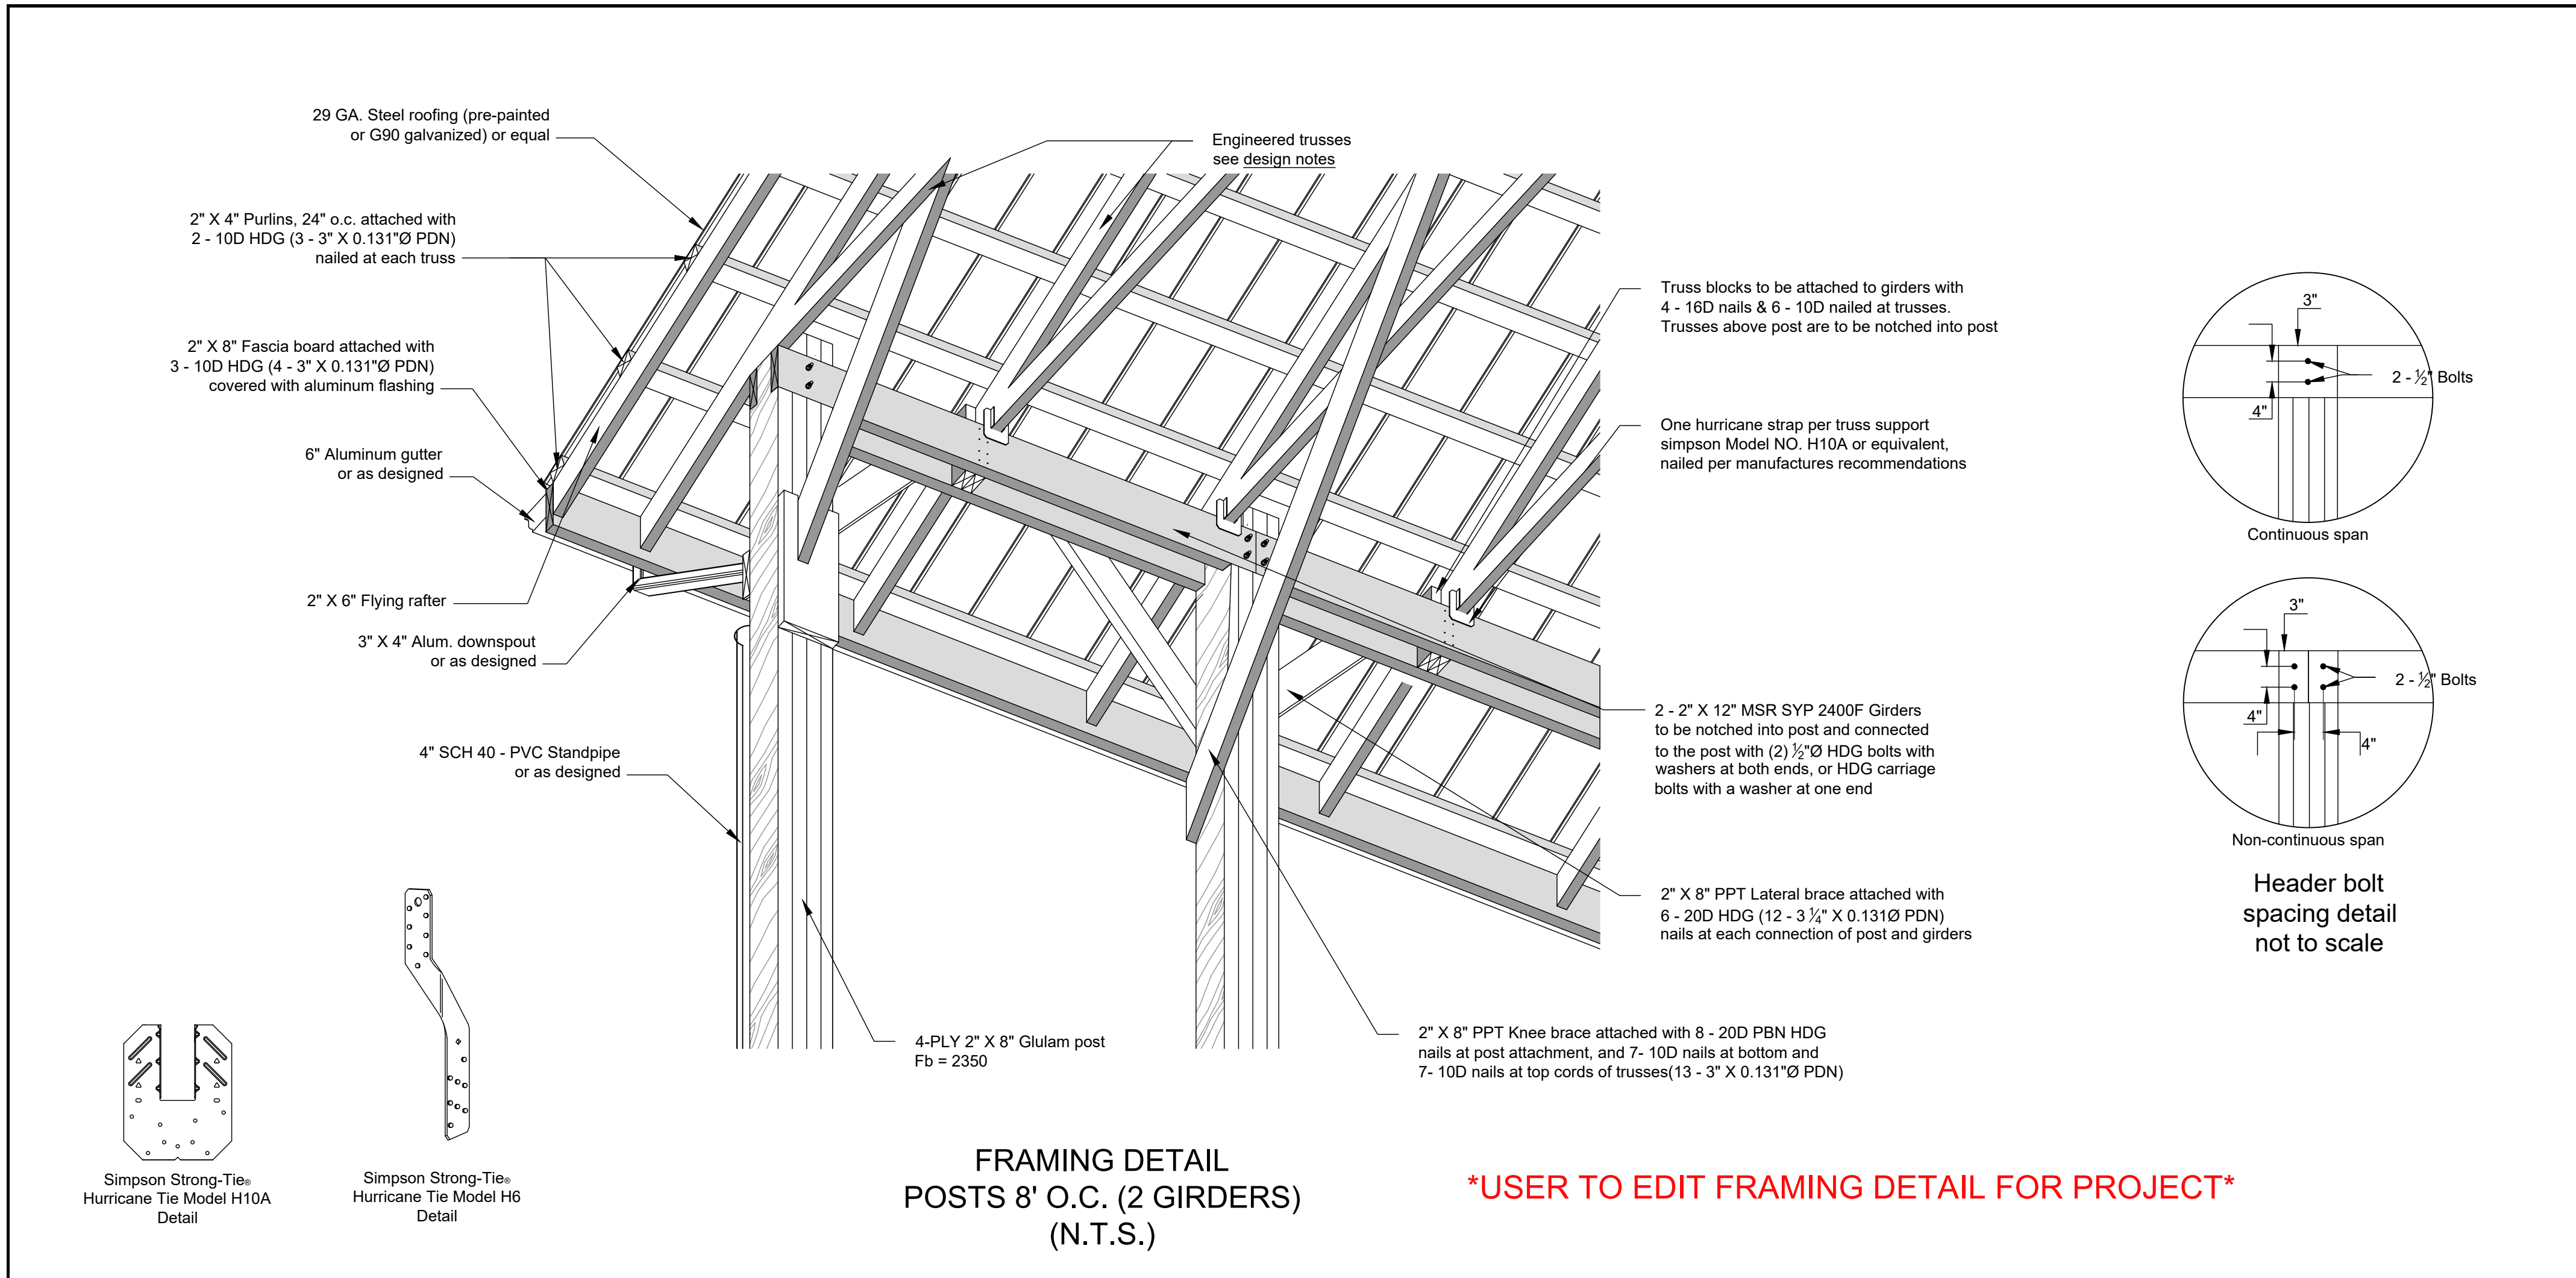 29 GA. Steel roofing (pre-painted
or G90 galvanized) or equal
2" X 4" Purlins, 24" o.c. attached with
2 - 10D HDG (3 - 3" X 0.131"Ø PDN)
nailed at each truss
2" X 8" Fascia board attached with
3 - 10D HDG (4 - 3" X 0.131"Ø PDN)
covered with aluminum flashing
6" Aluminum gutter
or as designed
2" X 6" Flying rafter
3" X 4" Alum. downspout
or as designed
4" SCH 40 - PVC Standpipe
or as designed
Engineered trusses
see design notes
Truss blocks to be attached to girders with
4 - 16D nails & 6 - 10D nailed at trusses.
Trusses above post are to be notched into post
One hurricane strap per truss support
simpson Model NO. H10A or equivalent,
nailed per manufactures recommendations
2 - 2" X 12" MSR SYP 2400F Girders
to be notched into post and connected
to the post with (2) ½"Ø HDG bolts with
washers at both ends, or HDG carriage
bolts with a washer at one end
2" X 8" PPT Lateral brace attached with
6 - 20D HDG (12 - 3 ¼" X 0.131Ø PDN)
nails at each connection of post and girders
2" X 8" PPT Knee brace attached with 8 - 20D PBN HDG
nails at post attachment, and 7- 10D nails at bottom and
7- 10D nails at top cords of trusses(13 - 3" X 0.131"Ø PDN)
4-PLY 2" X 8" Glulam post
Fb = 2350
3"
2 - ½" Bolts
4"
Continuous span
3"
2 - ½" Bolts
4"
4"
Non-continuous span
Header bolt
spacing detail
not to scale
Simpson Strong-Tie®
Hurricane Tie Model H10A
Detail
Simpson Strong-Tie®
Hurricane Tie Model H6
Detail
FRAMING DETAIL
POSTS 8' O.C. (2 GIRDERS)
(N.T.S.)
*USER TO EDIT FRAMING DETAIL FOR PROJECT*